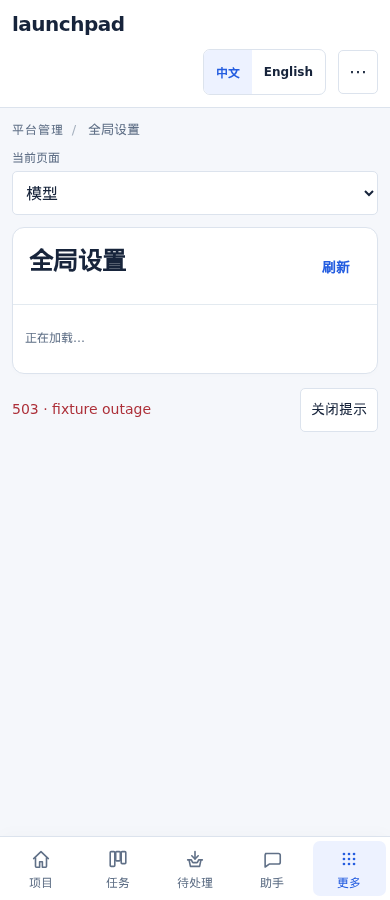 launchpad
中文 English ...
平台管理 / 全局设置
当前页面
模型
全局设置
刷新
正在加载...
503 · fixture outage
关闭提示
项目 任务 待处理 助手 更多